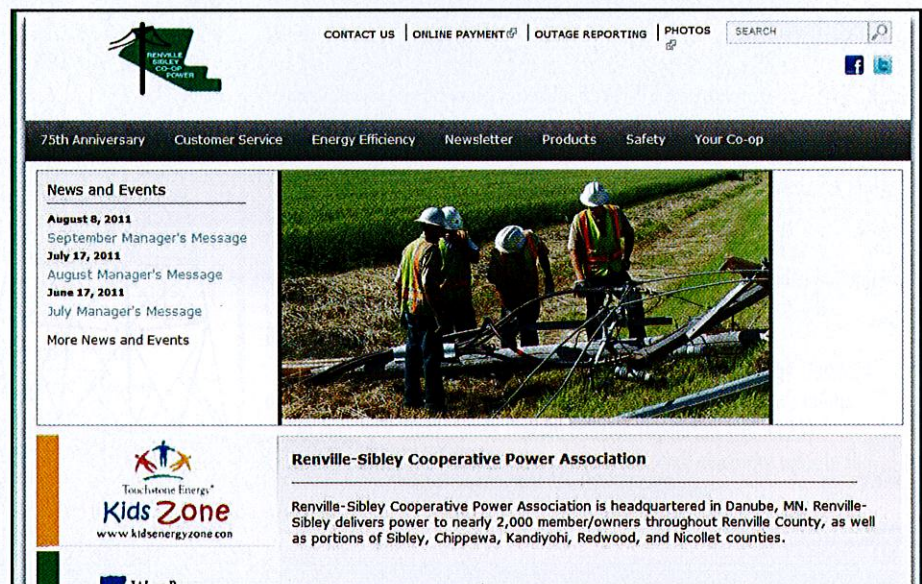 RENVILLE
SIBLEY
CO-OP
POWER
CONTACT US | ONLINE PAYMENT | OUTAGE REPORTING | PHOTOS
SEARCH
75th Anniversary Customer Service Energy Efficiency Newsletter Products Safety Your Co-op
News and Events
August 8, 2011
September Manager's Message
July 17, 2011
August Manager's Message
June 17, 2011
July Manager's Message
More News and Events
Touchstone Energy®
Kids Zone
www.kidsenergyzone.com
Renville-Sibley Cooperative Power Association
Renville-Sibley Cooperative Power Association is headquartered in Danube, MN. Renville-
Sibley delivers power to nearly 2,000 member/owners throughout Renville County, as well
as portions of Sibley, Chippewa, Kandiyohi, Redwood, and Nicollet counties.